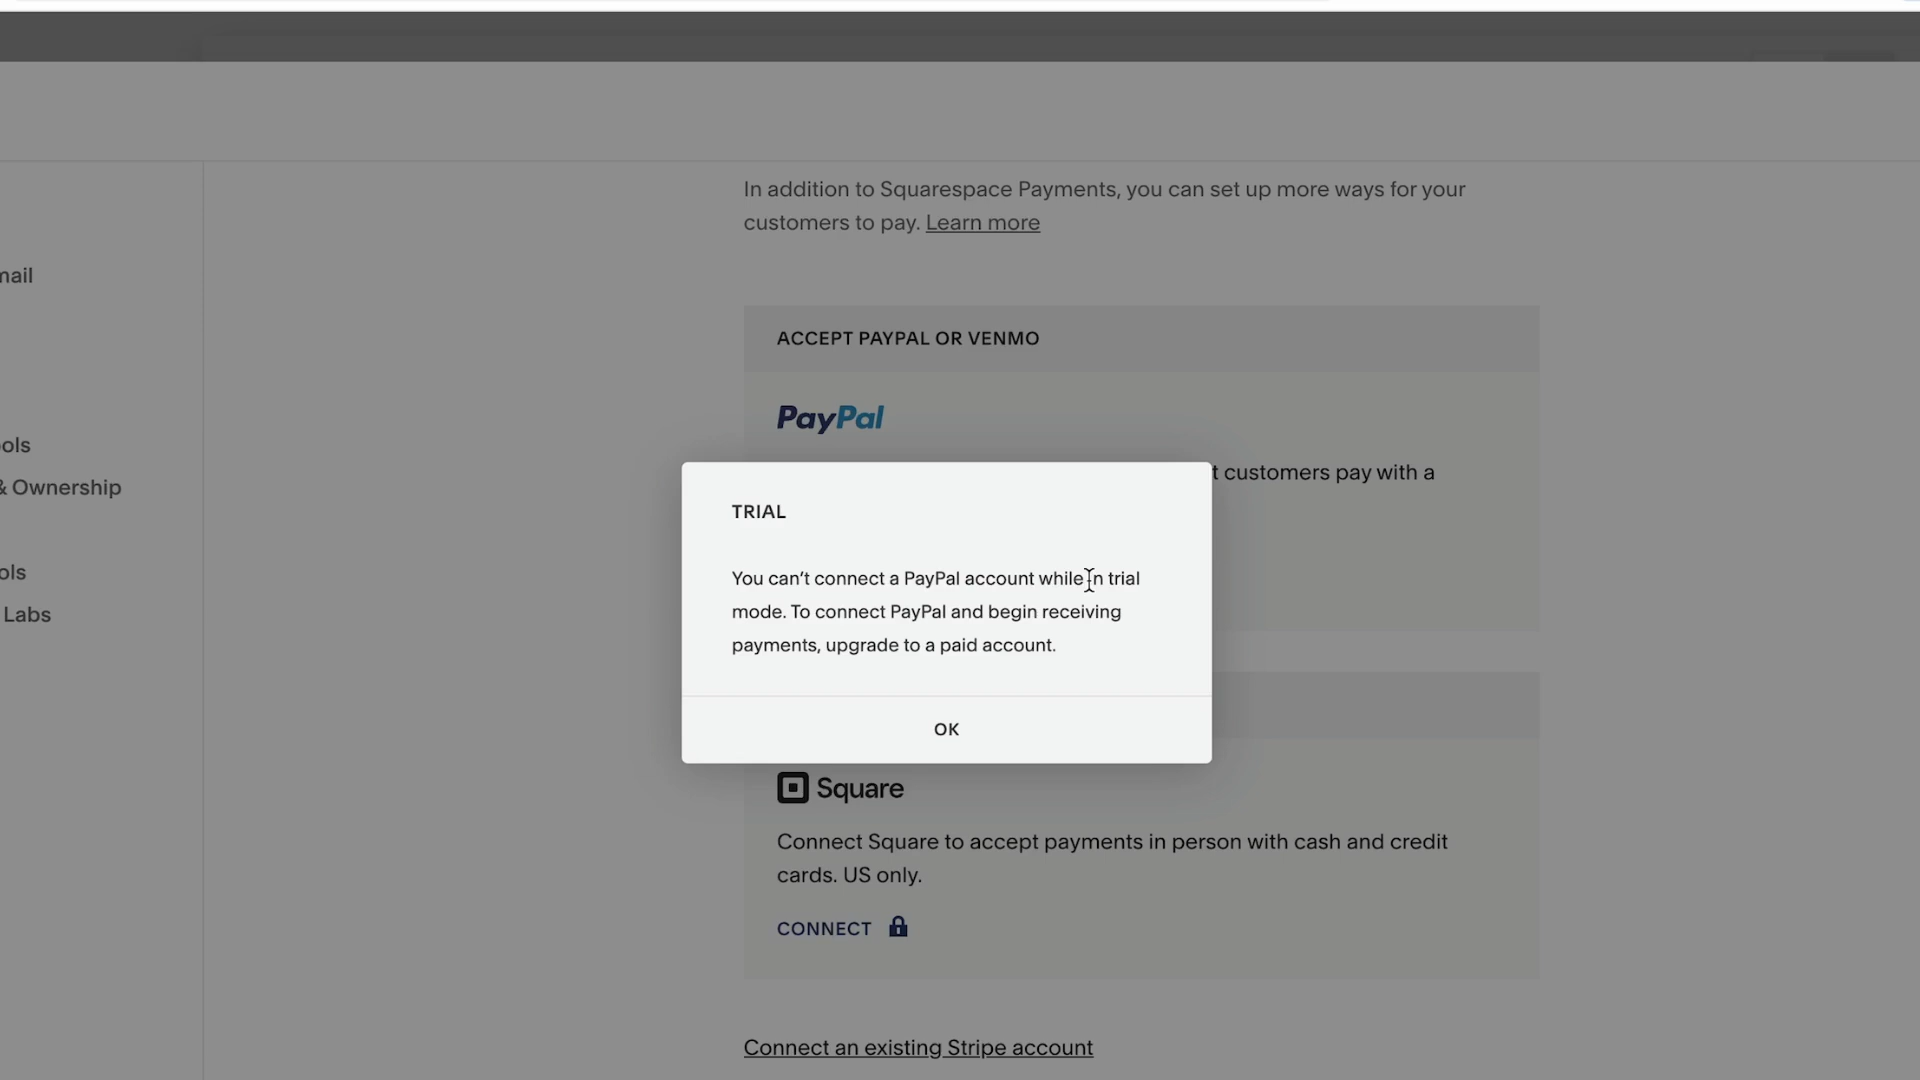 In addition to Squarespace Payments, you can set up more ways for your
customers to pay. Learn more
mail
ACCEPT PAYPAL OR VENMO
PayPal
ols
t customers pay with a
& Ownership
TRIAL
ols
You can't connect a PayPal account while in trial
mode. To connect PayPal and begin receiving
payments, upgrade to a paid account.
Labs
OK
Square
Connect Square to accept payments in person with cash and credit
cards. US only.
CONNECT
Connect an existing Stripe account